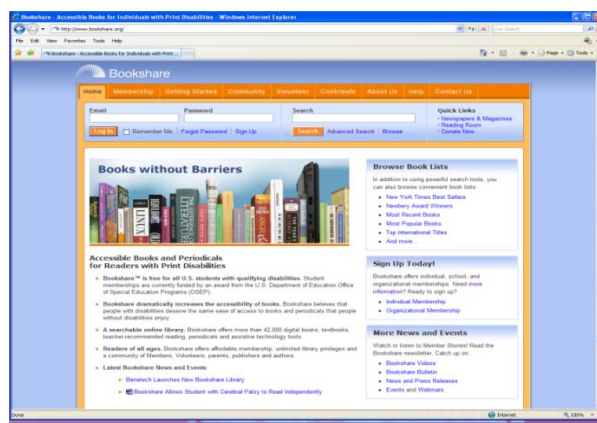 Bookshare - Accessible Books for Individuals with Print Disabilities - Windows Internet Explorer
http://www.bookshare.org/
Live Search
File Edit View Favorites Tools Help
Bookshare - Accessible Books for Individuals with Print...
Page Tools
Bookshare
Home Membership Getting Started Community Volunteer Contribute About Us Help Contact Us
Email Password Search Quick Links
- Newspapers & Magazines
- Reading Room
- Donate Now
Log In Remember Me Forgot Password Sign Up Search Advanced Search Browse
Books without Barriers
LINUX
LITERATURE
Accessible Books and Periodicals
for Readers with Print Disabilities
Bookshare™ is free for all U.S. students with qualifying disabilities. Student
memberships are currently funded by an award from the U.S. Department of Education Office
of Special Education Programs (OSEP).
Bookshare dramatically increases the accessibility of books. Bookshare believes that
people with disabilities deserve the same ease of access to books and periodicals that people
without disabilities enjoy.
A searchable online library. Bookshare offers more than 42,000 digital books, textbooks,
teacher-recommended reading, periodicals and assistive technology tools.
Readers of all ages. Bookshare offers affordable membership, unlimited library privileges and
a community of Members, Volunteers, parents, publishers and authors.
Latest Bookshare News and Events
Benetech Launches New Bookshare Library
Bookshare Allows Student with Cerebral Palsy to Read Independently
Browse Book Lists
In addition to using powerful search tools, you
can also browse convenient book lists.
New York Times Best Sellers
Newbery Award Winners
Most Recent Books
Most Popular Books
Top International Titles
And more...
Sign Up Today!
Bookshare offers individual, school, and
organizational memberships. Need more
information? Ready to sign up?
Individual Membership
Organizational Membership
More News and Events
Watch or listen to Member Stories! Read the
Bookshare newsletter. Catch up on:
Bookshare Videos
Bookshare Bulletin
News and Press Releases
Events and Webinars
Done Internet 100%